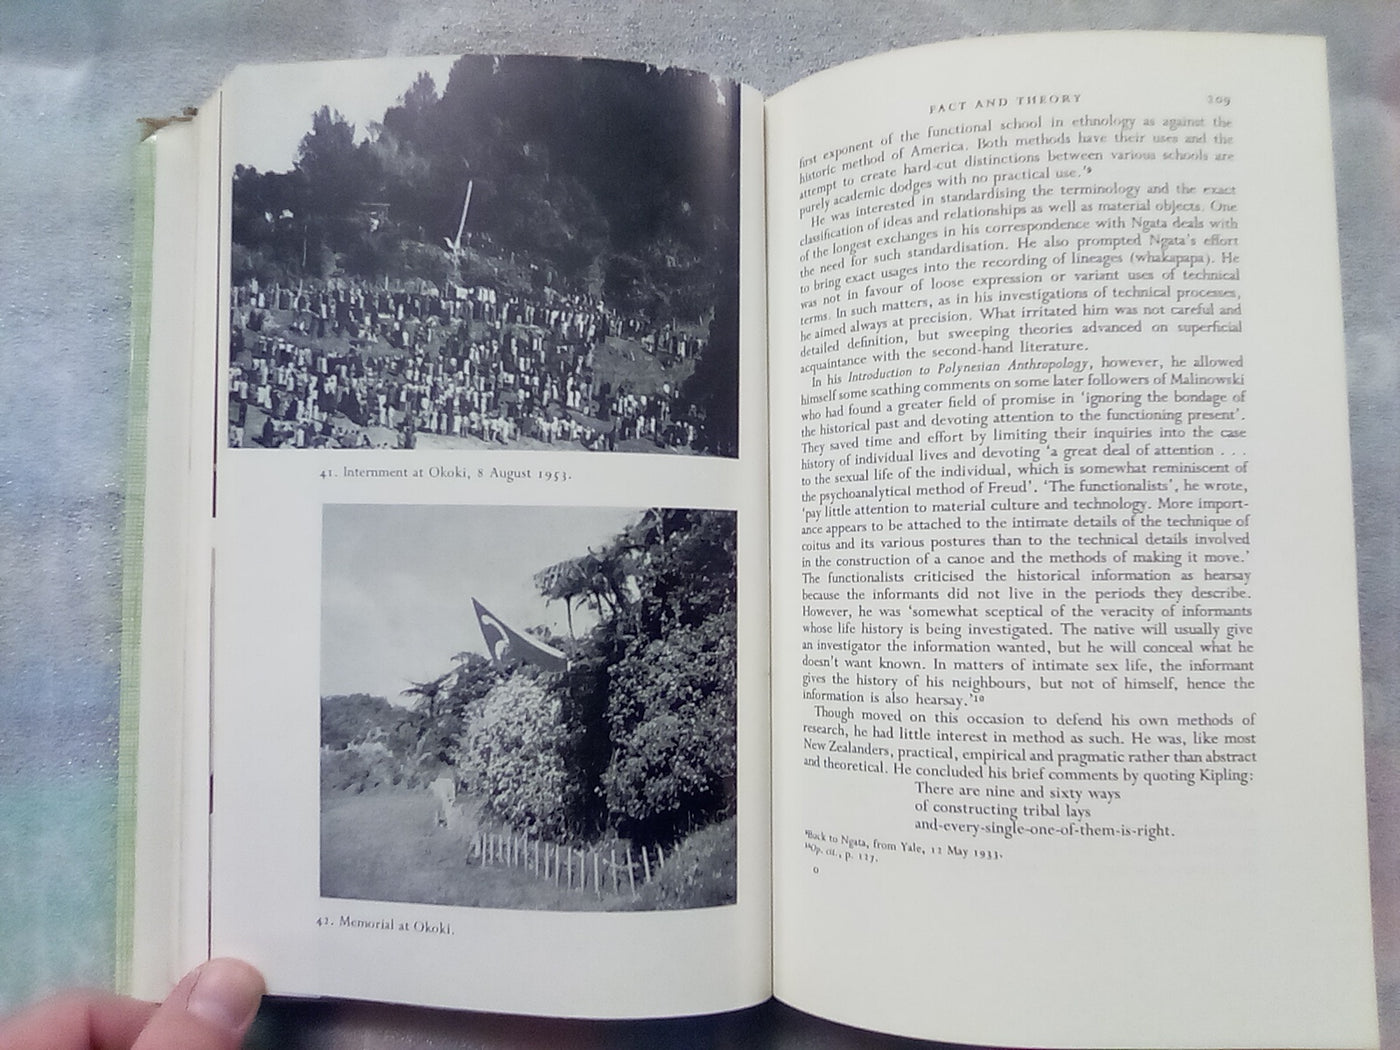 41. Internment at Okoki, 8 August 1953.
42. Memorial at Okoki.
FACT AND THEORY 209
first exponent of the functional school in ethnology as against the
historic method of America. Both methods have their uses and the
attempt to create hard-cut distinctions between various schools are
purely academic dodges with no practical use.'⁹
He was interested in standardising the terminology and the exact
classification of ideas and relationships as well as material objects. One
of the longest exchanges in his correspondence with Ngata deals with
the need for such standardisation. He also prompted Ngata's effort
to bring exact usages into the recording of lineages (whakapapa). He
was not in favour of loose expression or variant uses of technical
terms. In such matters, as in his investigations of technical processes,
he aimed always at precision. What irritated him was not careful and
detailed definition, but sweeping theories advanced on superficial
acquaintance with the second-hand literature.
In his Introduction to Polynesian Anthropology, however, he allowed
himself some scathing comments on some later followers of Malinowski
who had found a greater field of promise in 'ignoring the bondage of
the historical past and devoting attention to the functioning present'.
They saved time and effort by limiting their inquiries into the case
history of individual lives and devoting 'a great deal of attention . . .
to the sexual life of the individual, which is somewhat reminiscent of
the psychoanalytical method of Freud'. 'The functionalists', he wrote,
'pay little attention to material culture and technology. More import-
ance appears to be attached to the intimate details of the technique of
coitus and its various postures than to the technical details involved
in the construction of a canoe and the methods of making it move.'
The functionalists criticised the historical information as hearsay
because the informants did not live in the periods they describe.
However, he was 'somewhat sceptical of the veracity of informants
whose life history is being investigated. The native will usually give
an investigator the information wanted, but he will conceal what he
doesn't want known. In matters of intimate sex life, the informant
gives the history of his neighbours, but not of himself, hence the
information is also hearsay.'¹⁰
Though moved on this occasion to defend his own methods of
research, he had little interest in method as such. He was, like most
New Zealanders, practical, empirical and pragmatic rather than abstract
and theoretical. He concluded his brief comments by quoting Kipling:
There are nine and sixty ways
of constructing tribal lays
and-every-single-one-of-them-is-right.
⁹Buck to Ngata, from Yale, 12 May 1933.
¹⁰Op. cit., p. 127.
O